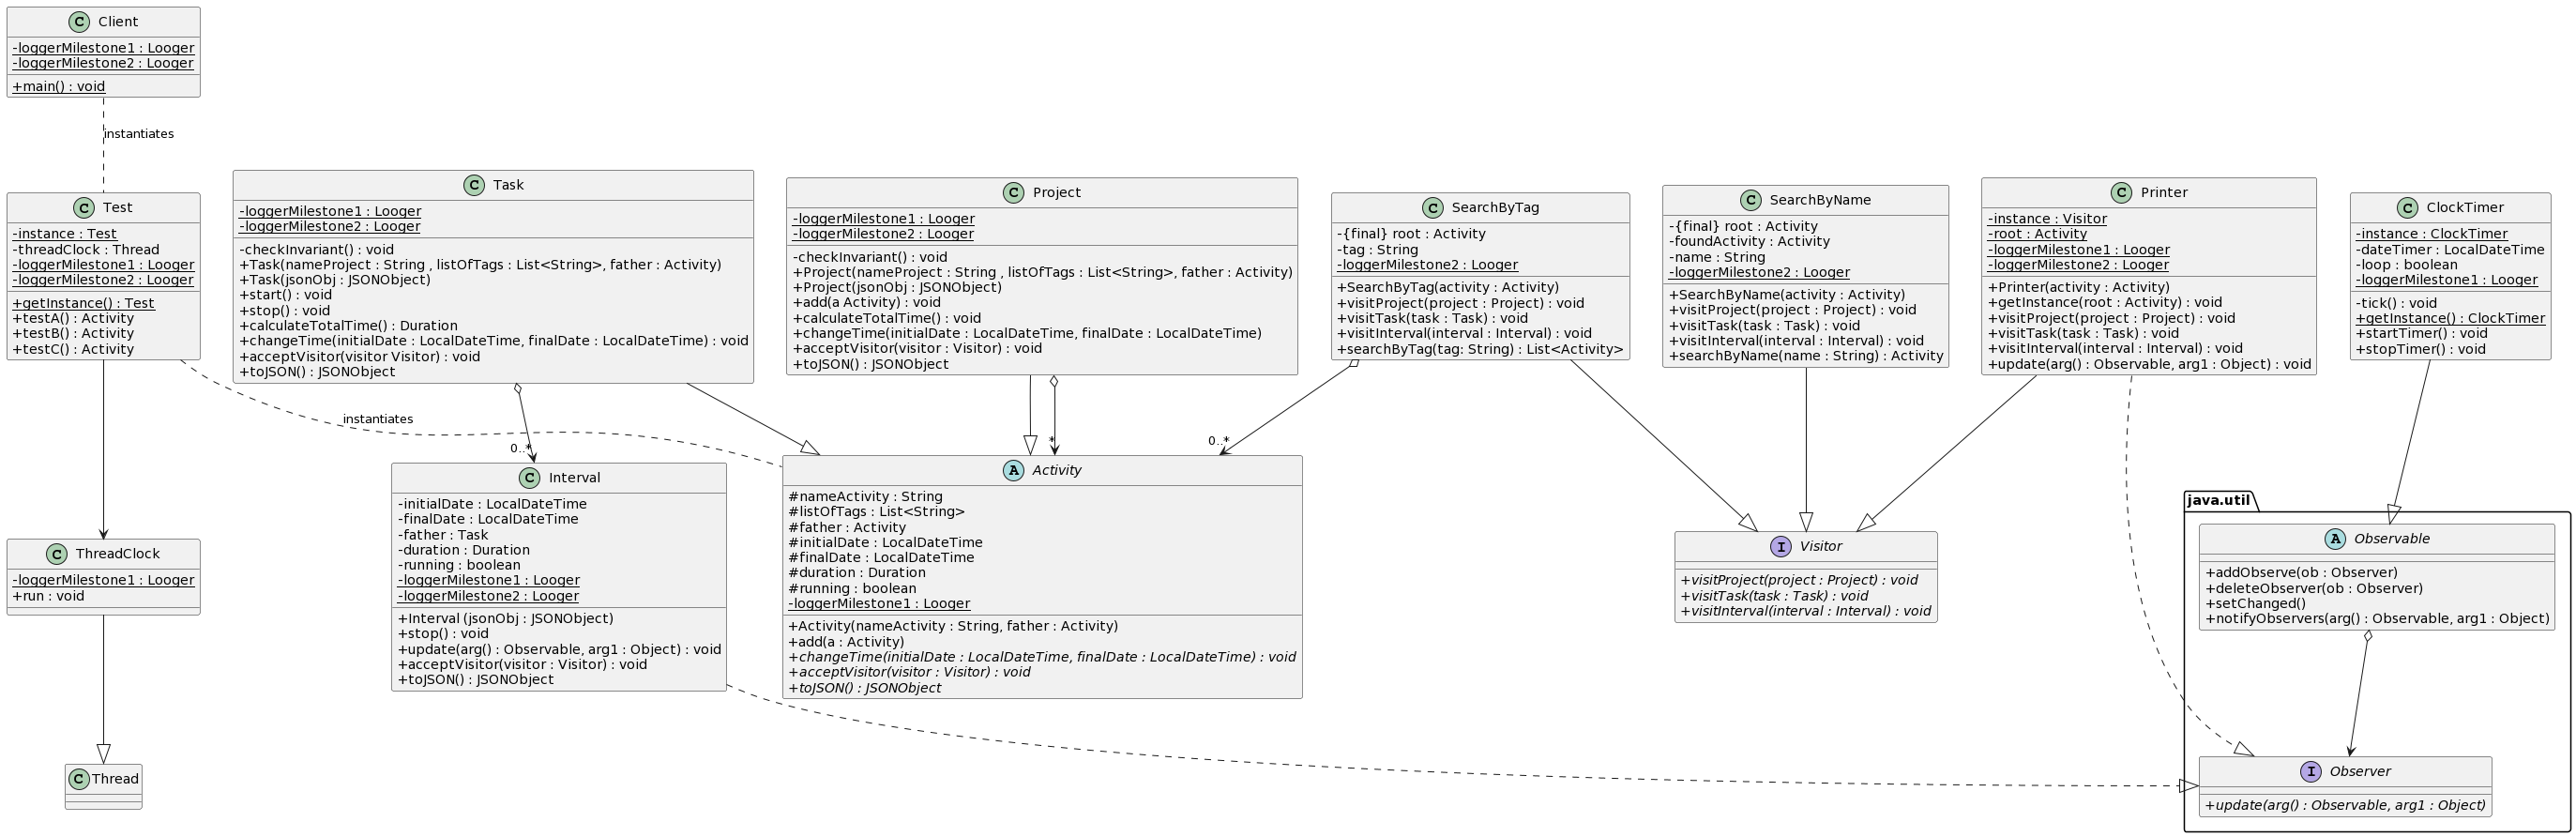 C Client
-loggerMilestone1 : Looger
-loggerMilestone2 : Looger
+main() : void
instantiates
C Test
-instance : Test
-threadClock : Thread
-loggerMilestone1 : Looger
-loggerMilestone2 : Looger
+getInstance() : Test
+testA() : Activity
+testB() : Activity
+testC() : Activity
C Task
-loggerMilestone1 : Looger
-loggerMilestone2 : Looger
-checkInvariant() : void
+Task(nameProject : String , listOfTags : List<String>, father : Activity)
+Task(jsonObj : JSONObject)
+start() : void
+stop() : void
+calculateTotalTime() : Duration
+changeTime(initialDate : LocalDateTime, finalDate : LocalDateTime) : void
+acceptVisitor(visitor Visitor) : void
+toJSON() : JSONObject
C Project
-loggerMilestone1 : Looger
-loggerMilestone2 : Looger
-checkInvariant() : void
+Project(nameProject : String , listOfTags : List<String>, father : Activity)
+Project(jsonObj : JSONObject)
+add(a Activity) : void
+calculateTotalTime() : void
+changeTime(initialDate : LocalDateTime, finalDate : LocalDateTime)
+acceptVisitor(visitor : Visitor) : void
+toJSON() : JSONObject
C SearchByTag
-{final} root : Activity
-tag : String
-loggerMilestone2 : Looger
+SearchByTag(activity : Activity)
+visitProject(project : Project) : void
+visitTask(task : Task) : void
+visitInterval(interval : Interval) : void
+searchByTag(tag: String) : List<Activity>
C SearchByName
-{final} root : Activity
-foundActivity : Activity
-name : String
-loggerMilestone2 : Looger
+SearchByName(activity : Activity)
+visitProject(project : Project) : void
+visitTask(task : Task) : void
+visitInterval(interval : Interval) : void
+searchByName(name : String) : Activity
C Printer
-instance : Visitor
-root : Activity
-loggerMilestone1 : Looger
-loggerMilestone2 : Looger
+Printer(activity : Activity)
+getInstance(root : Activity) : void
+visitProject(project : Project) : void
+visitTask(task : Task) : void
+visitInterval(interval : Interval) : void
+update(arg() : Observable, arg1 : Object) : void
C ClockTimer
-instance : ClockTimer
-dateTimer : LocalDateTime
-loop : boolean
-loggerMilestone1 : Looger
-tick() : void
+getInstance() : ClockTimer
+startTimer() : void
+stopTimer() : void
instantiates
0..*
*
0..*
C Interval
-initialDate : LocalDateTime
-finalDate : LocalDateTime
-father : Task
-duration : Duration
-running : boolean
-loggerMilestone1 : Looger
-loggerMilestone2 : Looger
+Interval (jsonObj : JSONObject)
+stop() : void
+update(arg() : Observable, arg1 : Object) : void
+acceptVisitor(visitor : Visitor) : void
+toJSON() : JSONObject
A Activity
#nameActivity : String
#listOfTags : List<String>
#father : Activity
#initialDate : LocalDateTime
#finalDate : LocalDateTime
#duration : Duration
#running : boolean
-loggerMilestone1 : Looger
+Activity(nameActivity : String, father : Activity)
+add(a : Activity)
+changeTime(initialDate : LocalDateTime, finalDate : LocalDateTime) : void
+acceptVisitor(visitor : Visitor) : void
+toJSON() : JSONObject
C ThreadClock
-loggerMilestone1 : Looger
+run : void
I Visitor
+visitProject(project : Project) : void
+visitTask(task : Task) : void
+visitInterval(interval : Interval) : void
java.util
A Observable
+addObserve(ob : Observer)
+deleteObserver(ob : Observer)
+setChanged()
+notifyObservers(arg() : Observable, arg1 : Object)
C Thread
I Observer
+update(arg() : Observable, arg1 : Object)